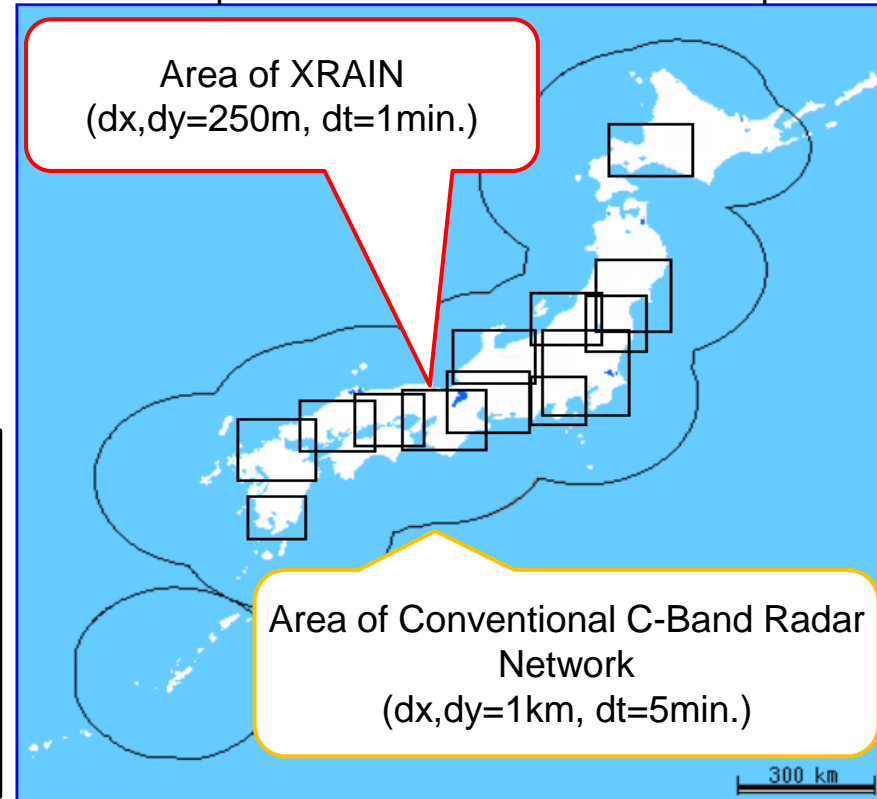 Area of XRAIN
(dx,dy=250m, dt=1min.)
Area of Conventional C-Band Radar
Network
(dx,dy=1km, dt=5min.)
300 km